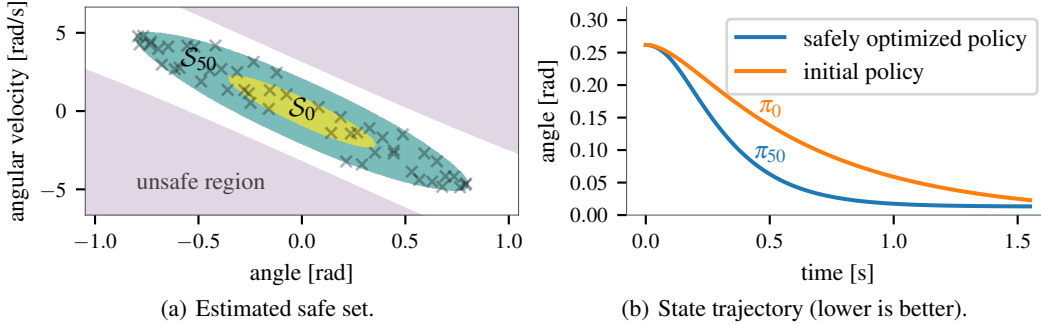 angular velocity [rad/s]
5
0
−5
S50
S0
unsafe region
−1.0
−0.5
0.0
0.5
1.0
angle [rad]
(a) Estimated safe set.
angle [rad]
0.30
0.25
0.20
0.15
0.10
0.05
0.00
safely optimized policy
initial policy
π0
π50
0.0
0.5
1.0
1.5
time [s]
(b) State trajectory (lower is better).